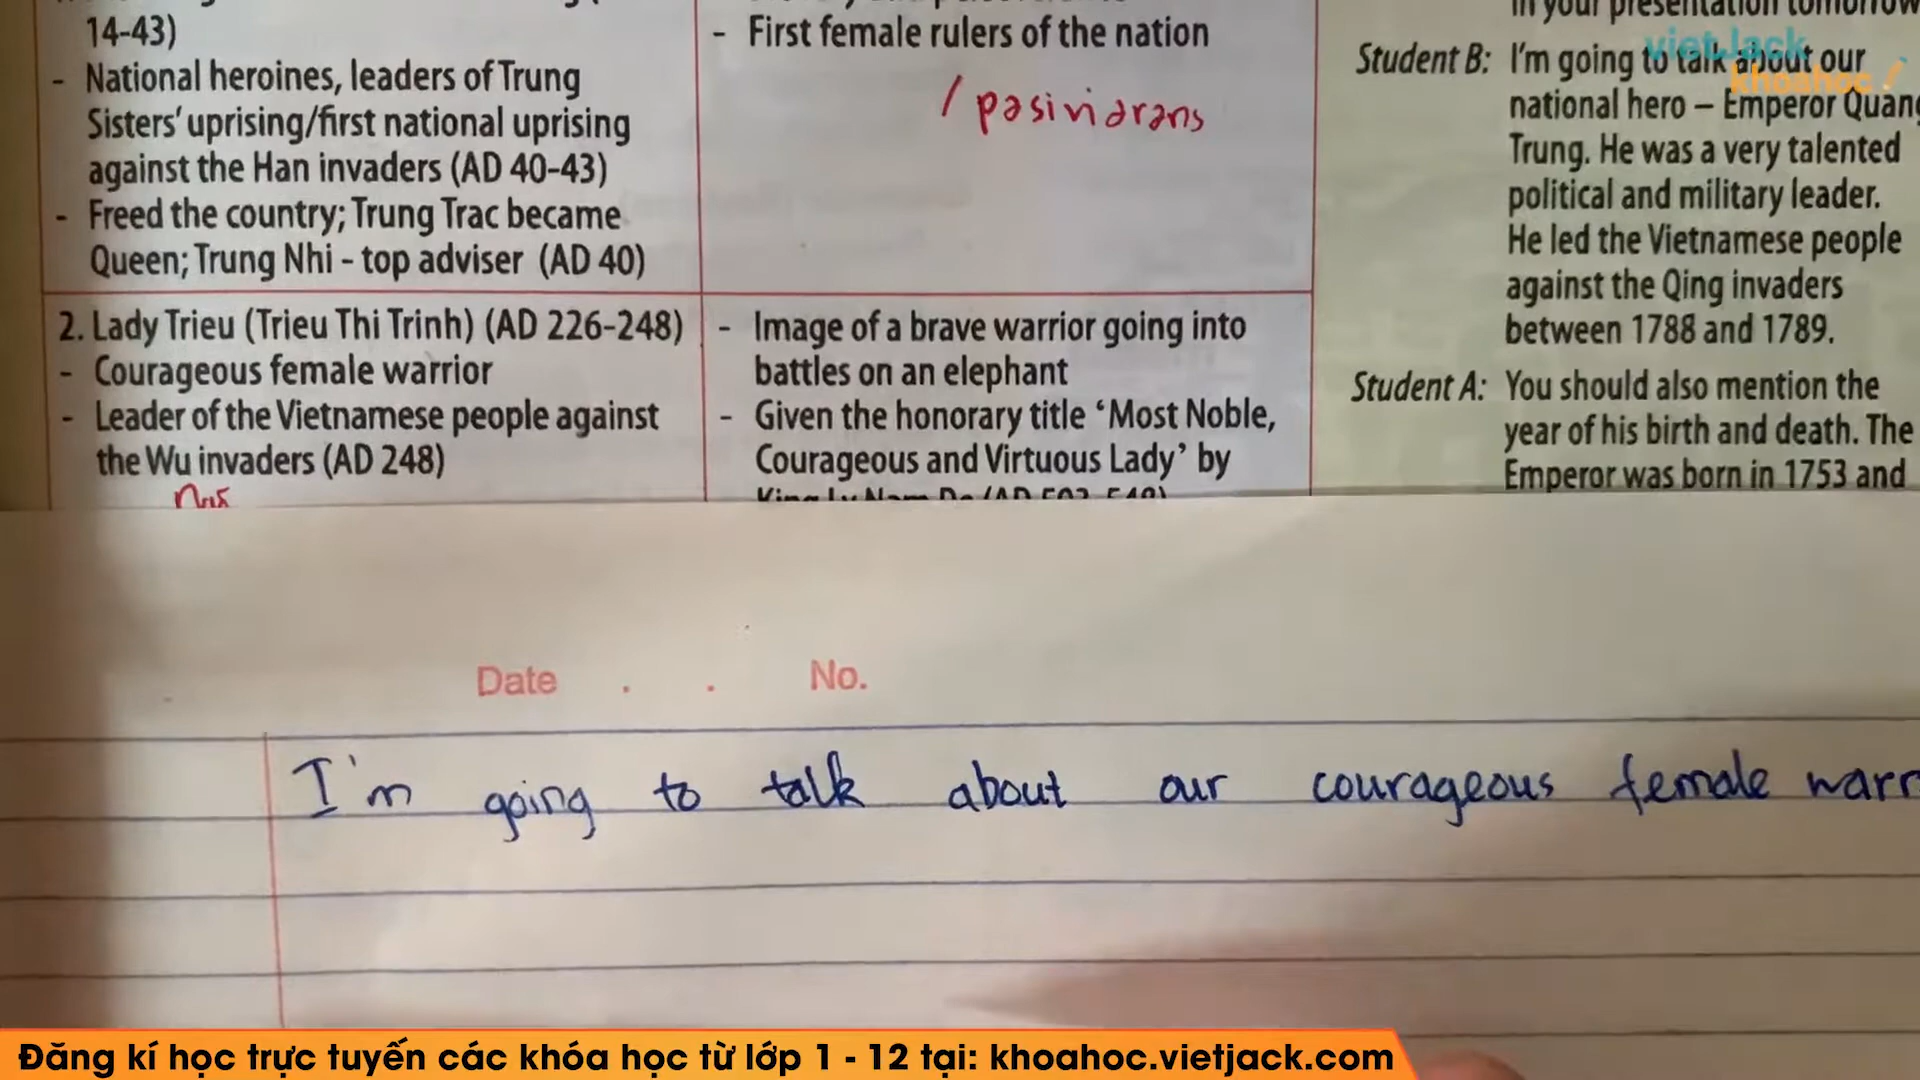 14-43)
- National heroines, leaders of Trung
Sisters' uprising/first national uprising
against the Han invaders (AD 40-43)
- Freed the country; Trung Trac became
Queen; Trung Nhi - top adviser (AD 40)
- First female rulers of the nation
2. Lady Trieu (Trieu Thi Trinh) (AD 226-248)
- Courageous female warrior
- Leader of the Vietnamese people against
the Wu invaders (AD 248)
- Image of a brave warrior going into
battles on an elephant
- Given the honorary title ‘Most Noble,
Courageous and Virtuous Lady’ by
in your presentation tomorrow
Student B: I'm going to talk about our
national hero – Emperor Quang
Trung. He was a very talented
political and military leader.
He led the Vietnamese people
against the Qing invaders
between 1788 and 1789.
Student A: You should also mention the
year of his birth and death. The
Emperor was born in 1753 and
vietJack
khoahoc
Date . . No.
I'm going to talk about our courageous female warr
Đăng kí học trực tuyến các khóa học từ lớp 1 - 12 tại: khoahoc.vietjack.com